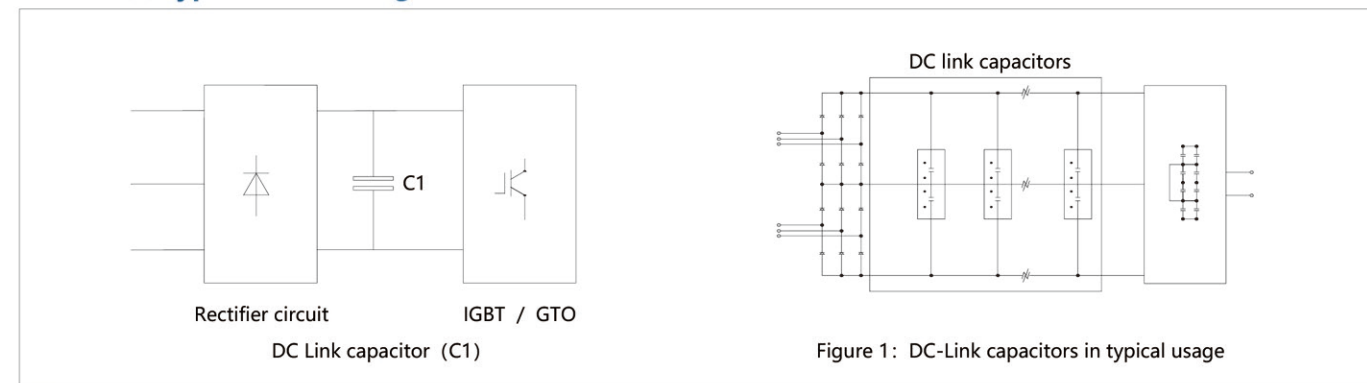 C1
Rectifier circuit
IGBT / GTO
DC Link capacitor (C1)
DC link capacitors
Figure 1: DC-Link capacitors in typical usage